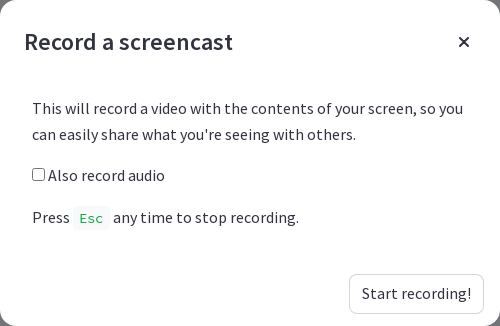 Record a screencast
×
This will record a video with the contents of your screen, so you
can easily share what you're seeing with others.
Also record audio
Press Esc any time to stop recording.
Start recording!